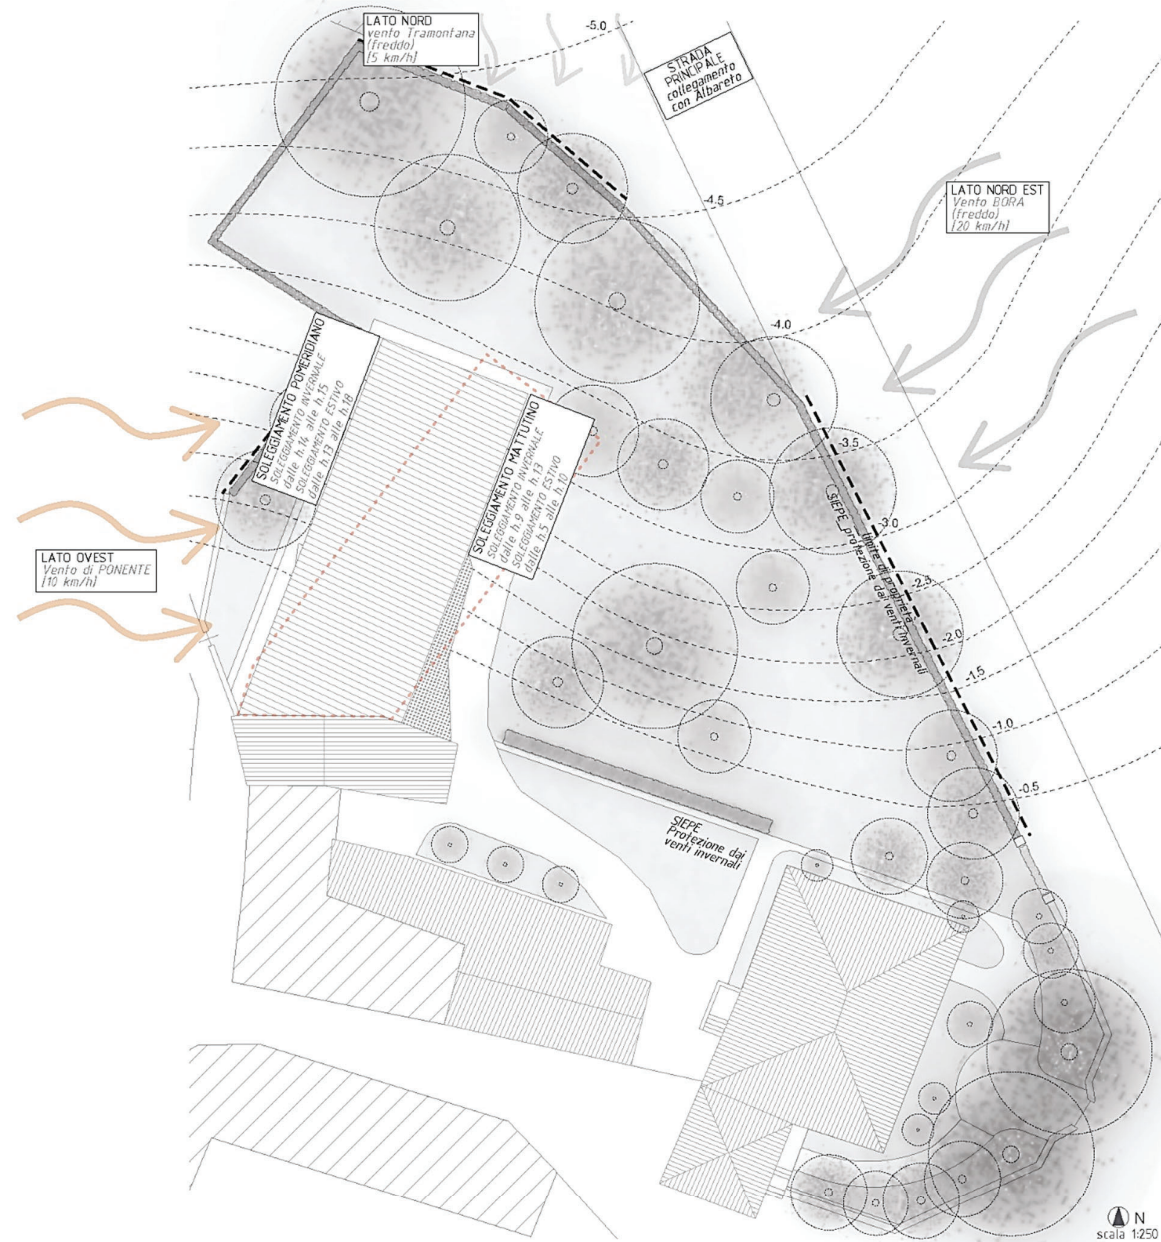 LATO NORD
vento Tramontana
(freddo)
[5 km/h]
-5.0
STRADA
PRINCIPALE
collegamento
con Albareto
-4.5
LATO NORD EST
Vento BORA
(freddo)
[20 km/h]
-4.0
SOLEGGIAMENTO POMERIDIANO
SOLEGGIAMENTO INVERNALE
dalle h.14 alle h.15
SOLEGGIAMENTO ESTIVO
dalle h.13 alle h.18
SOLEGGIAMENTO MATTUTINO
SOLEGGIAMENTO INVERNALE
dalle h.9 alle h.13
SOLEGGIAMENTO ESTIVO
dalle h.5 alle h.10
-3.5
-3.0
limite di proprietà
SIEPE protezione dai venti invernali
-2.5
-2.0
-1.5
-1.0
-0.5
LATO OVEST
Vento di PONENTE
[10 km/h]
SIEPE
Protezione dai
venti invernali
N
scala 1:250